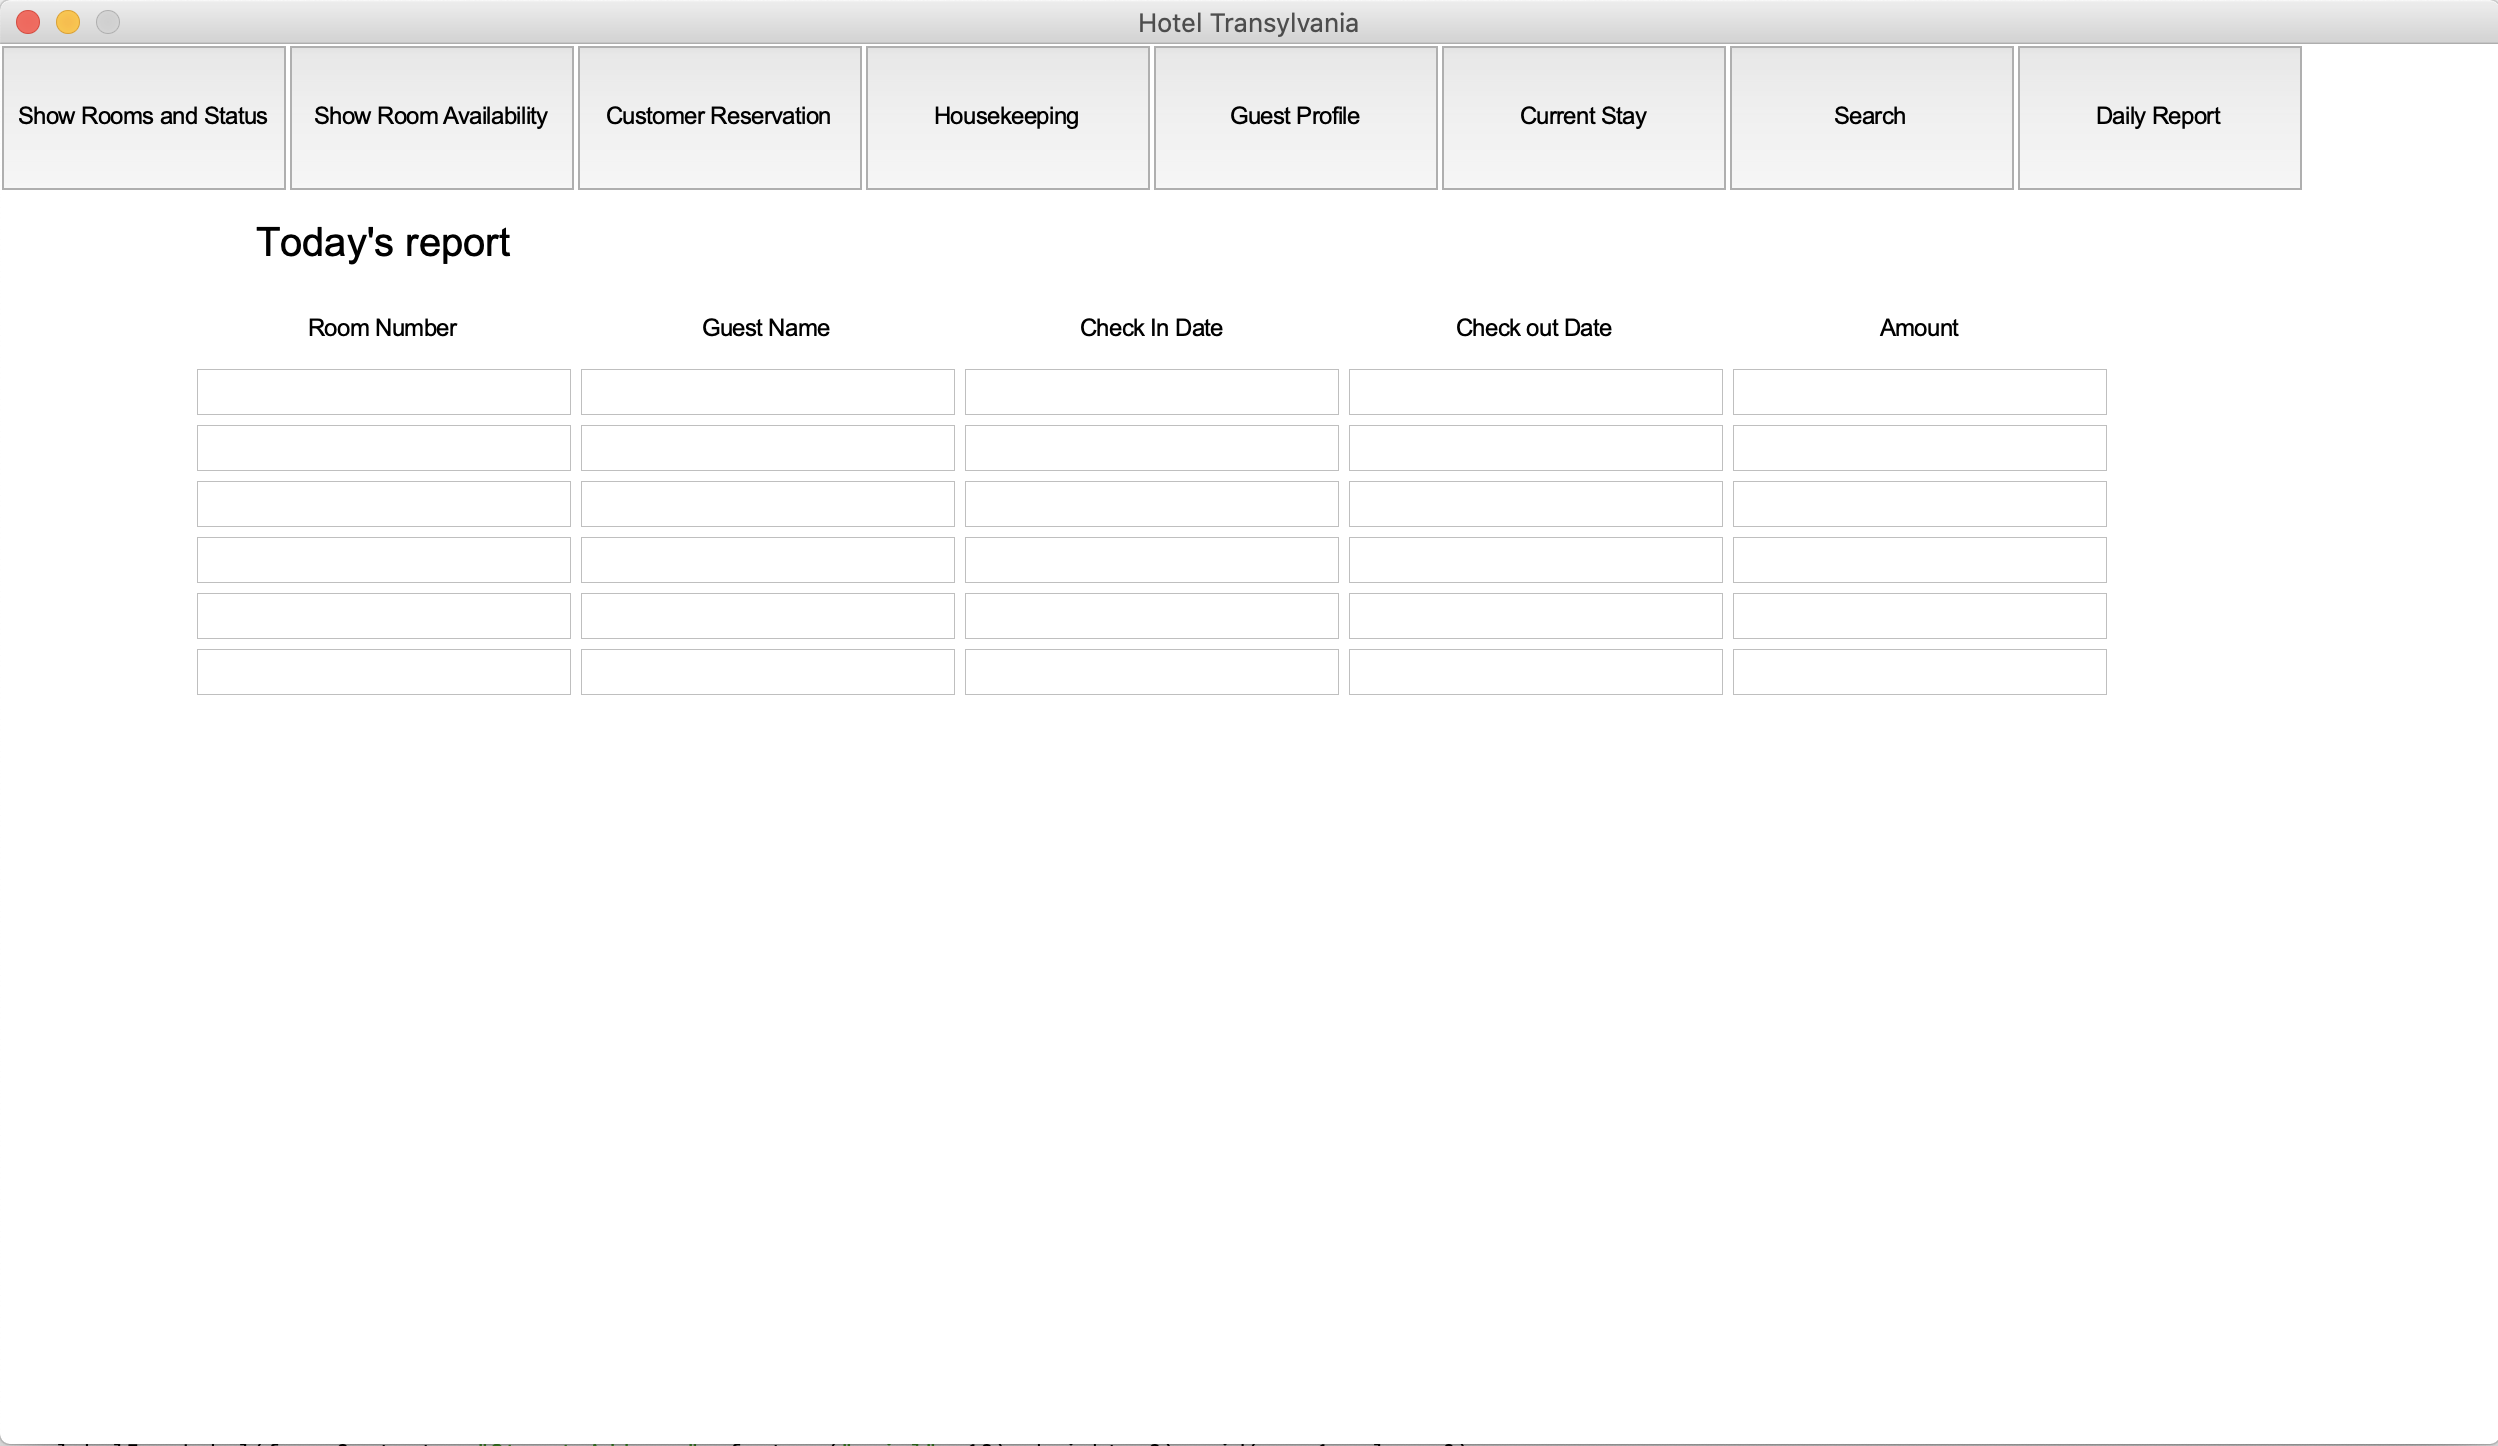 Hotel Transylvania
Show Rooms and Status Show Room Availability Customer Reservation Housekeeping Guest Profile Current Stay Search Daily Report
Today's report
Room Number Guest Name Check In Date Check out Date Amount